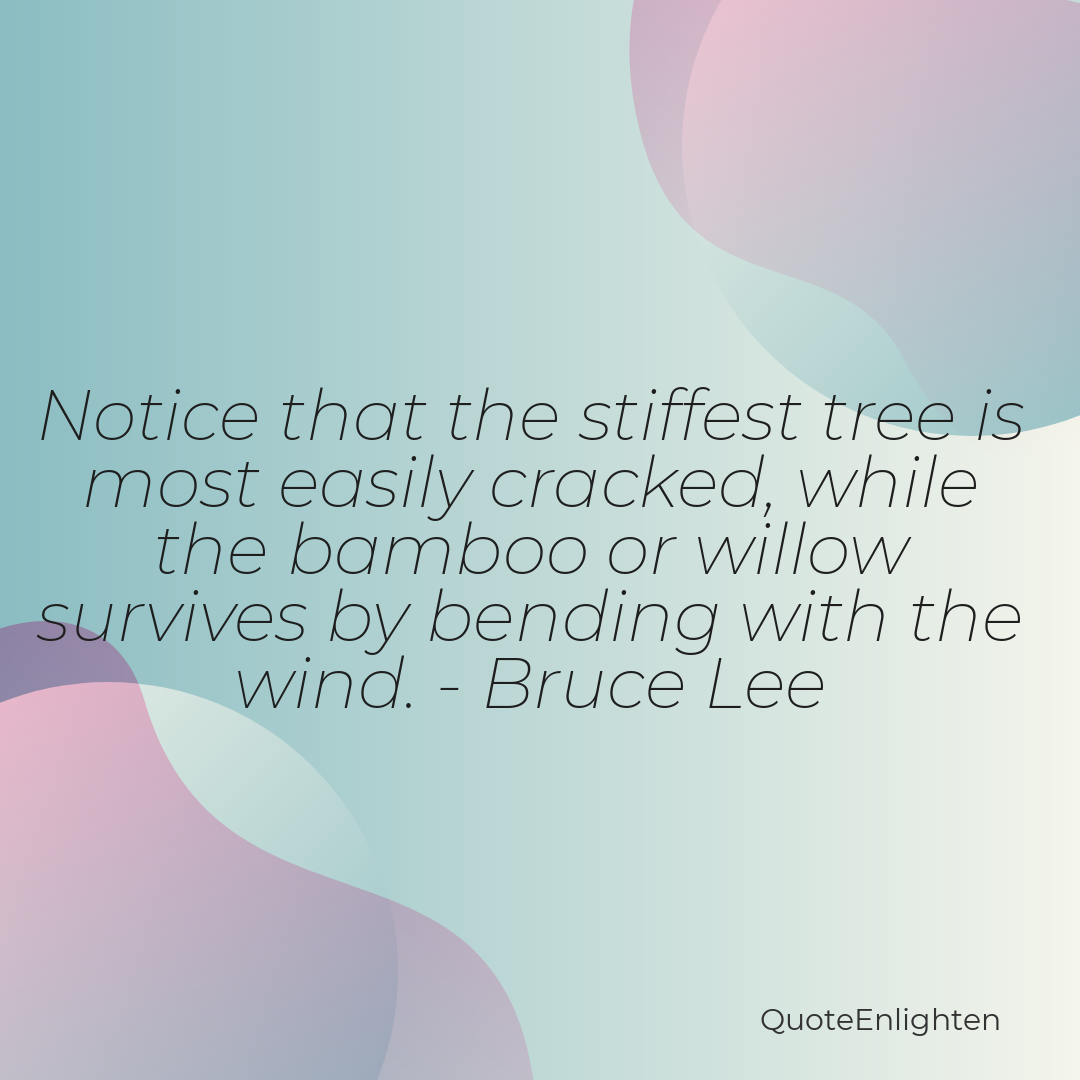 Notice that the stiffest tree is
most easily cracked, while
the bamboo or willow
survives by bending with the
wind. - Bruce Lee
QuoteEnlighten